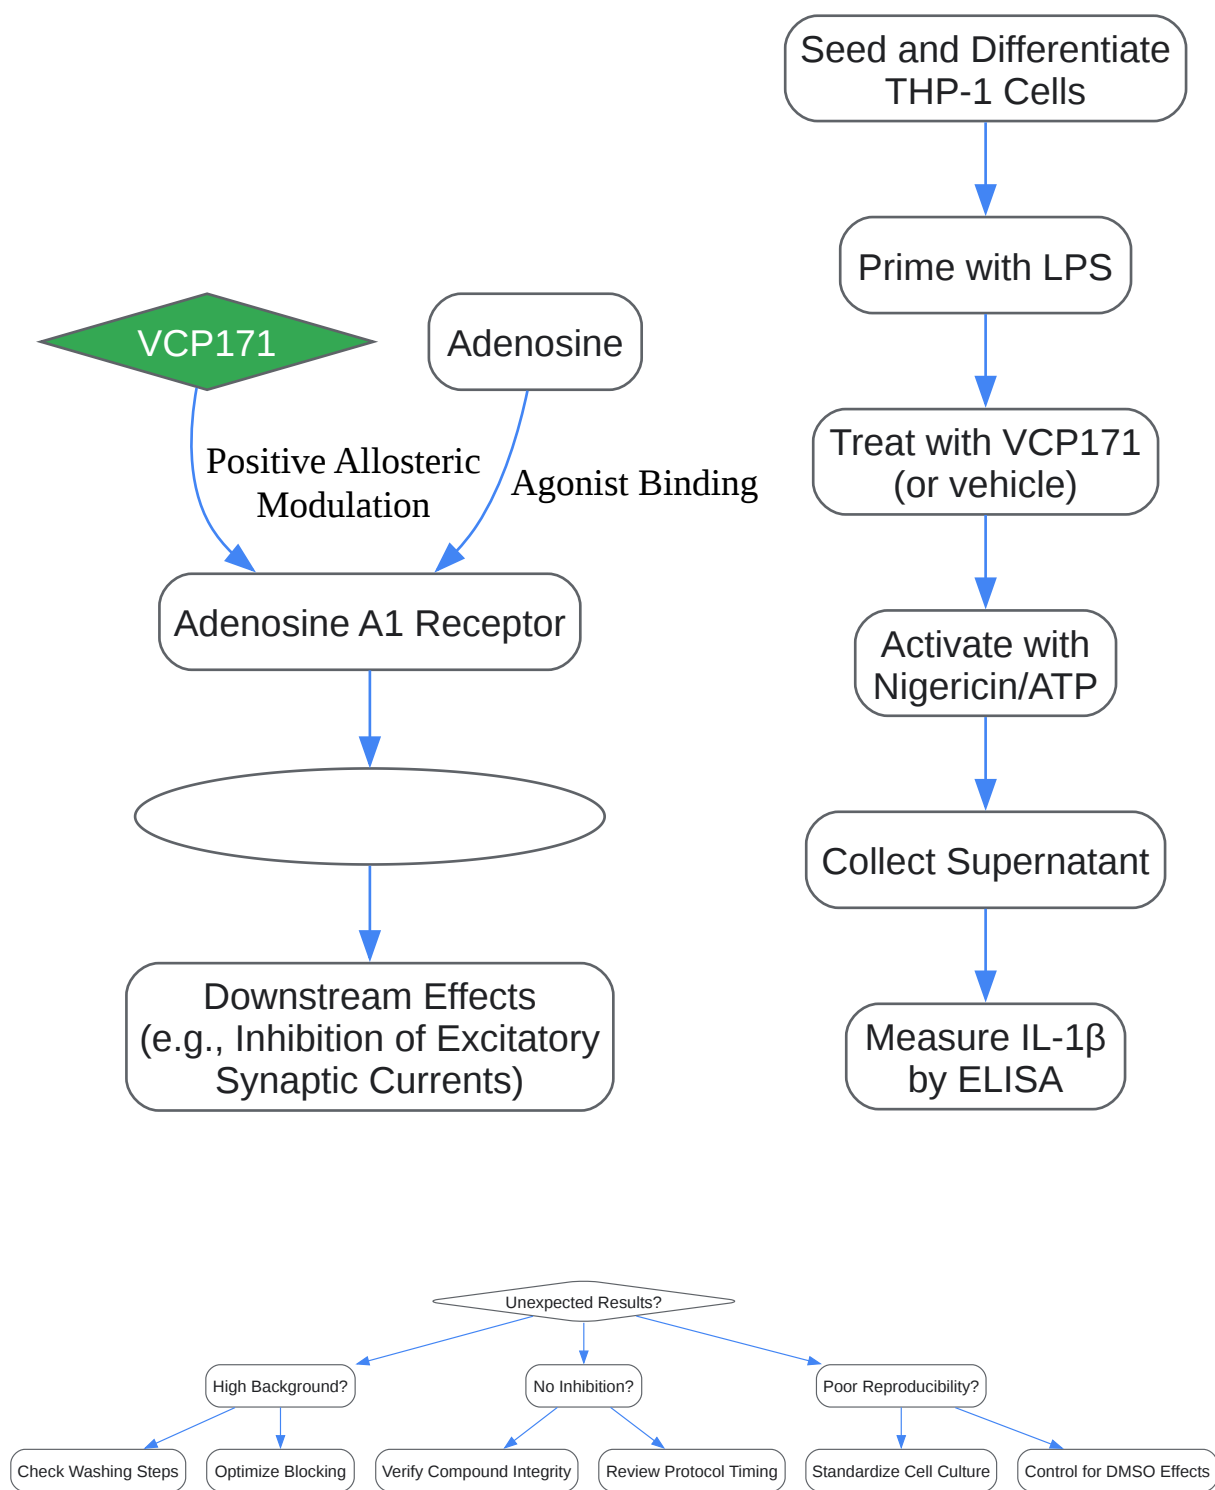 VCP171
Adenosine
Positive Allosteric
Modulation
Agonist Binding
Adenosine A1 Receptor
Downstream Effects
(e.g., Inhibition of Excitatory
Synaptic Currents)
Seed and Differentiate
THP-1 Cells
Prime with LPS
Treat with VCP171
(or vehicle)
Activate with
Nigericin/ATP
Collect Supernatant
Measure IL-1β
by ELISA
Unexpected Results?
High Background?
No Inhibition?
Poor Reproducibility?
Check Washing Steps
Optimize Blocking
Verify Compound Integrity
Review Protocol Timing
Standardize Cell Culture
Control for DMSO Effects